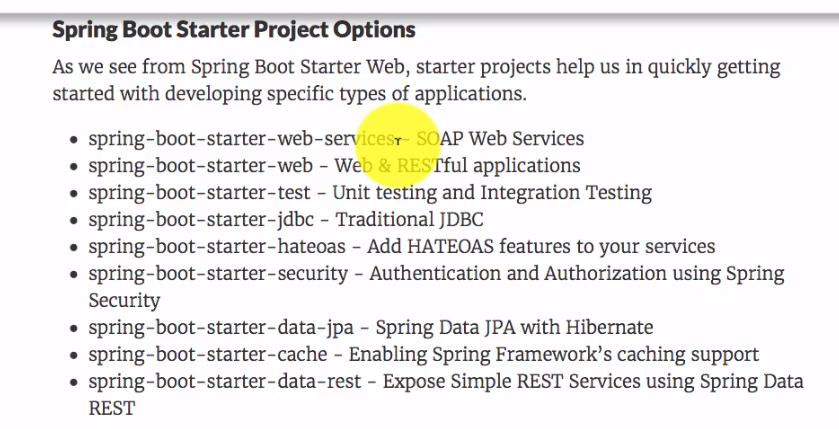 Spring Boot Starter Project Options
As we see from Spring Boot Starter Web, starter projects help us in quickly getting
started with developing specific types of applications.
• spring-boot-starter-web-services - SOAP Web Services
• spring-boot-starter-web - Web & RESTful applications
• spring-boot-starter-test - Unit testing and Integration Testing
• spring-boot-starter-jdbc - Traditional JDBC
• spring-boot-starter-hateoas - Add HATEOAS features to your services
• spring-boot-starter-security - Authentication and Authorization using Spring
Security
• spring-boot-starter-data-jpa - Spring Data JPA with Hibernate
• spring-boot-starter-cache - Enabling Spring Framework’s caching support
• spring-boot-starter-data-rest - Expose Simple REST Services using Spring Data
REST